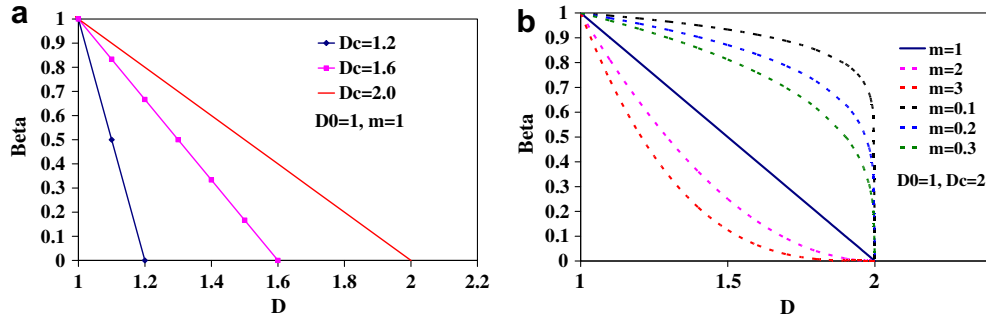 a
1
0.9
0.8
0.7
0.6
0.5
0.4
0.3
0.2
0.1
0
Beta
1
1.2
1.4
1.6
1.8
2
2.2
D
Dc=1.2
Dc=1.6
Dc=2.0
D0=1, m=1
b
1
0.9
0.8
0.7
0.6
0.5
0.4
0.3
0.2
0.1
0
Beta
1
1.5
2
D
m=1
m=2
m=3
m=0.1
m=0.2
m=0.3
D0=1, Dc=2